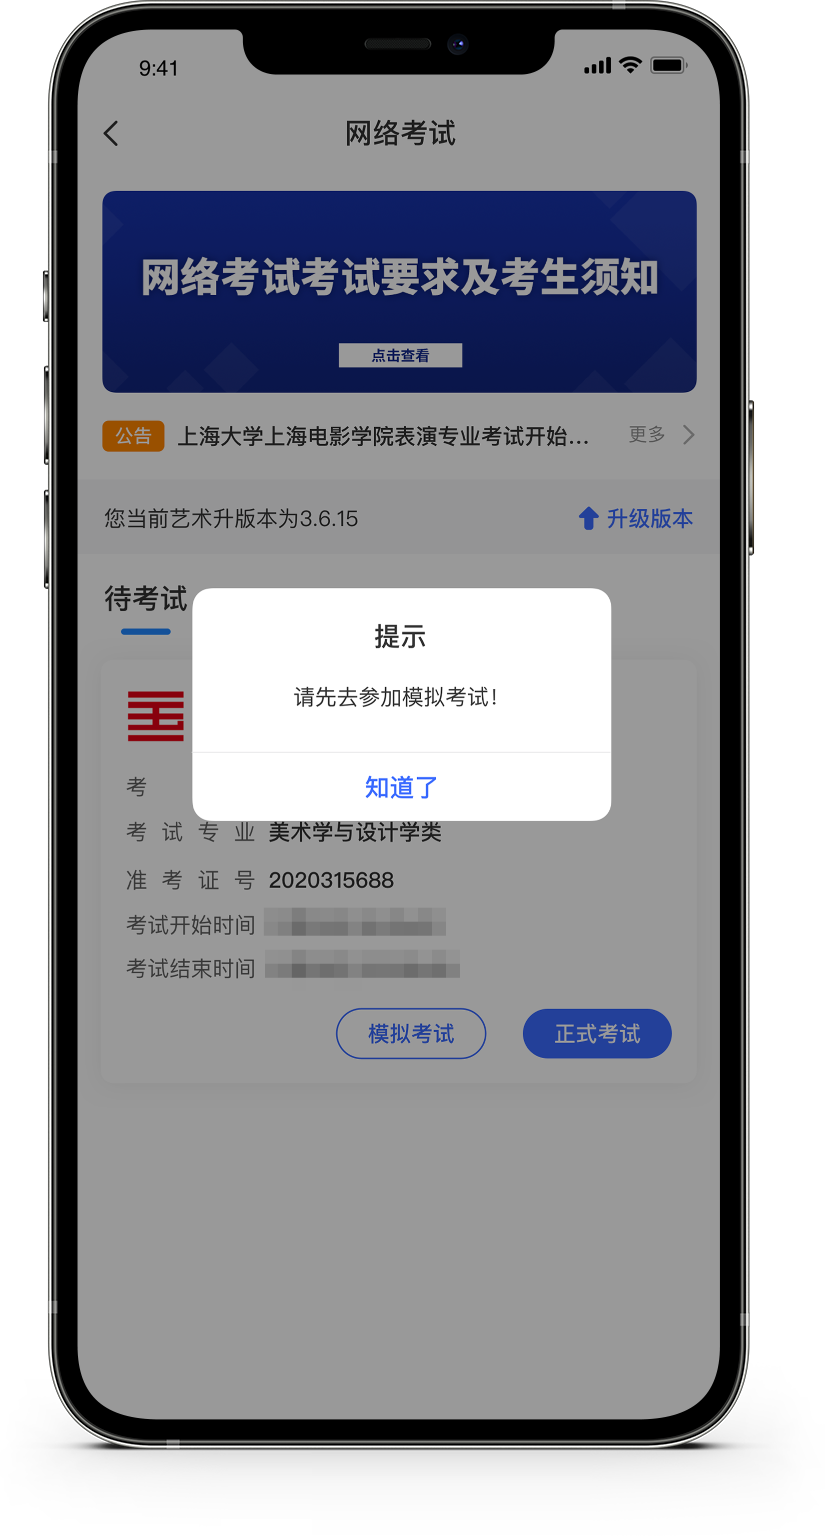 9:41
网络考试
网络考试考试要求及考生须知
点击查看
公告 上海大学上海电影学院表演专业考试开始... 更多
您当前艺术升版本为3.6.15 升级版本
待考试
提示
请先去参加模拟考试!
知道了
考
考试专业 美术学与设计学类
准考证号 2020315688
考试开始时间
考试结束时间
模拟考试 正式考试